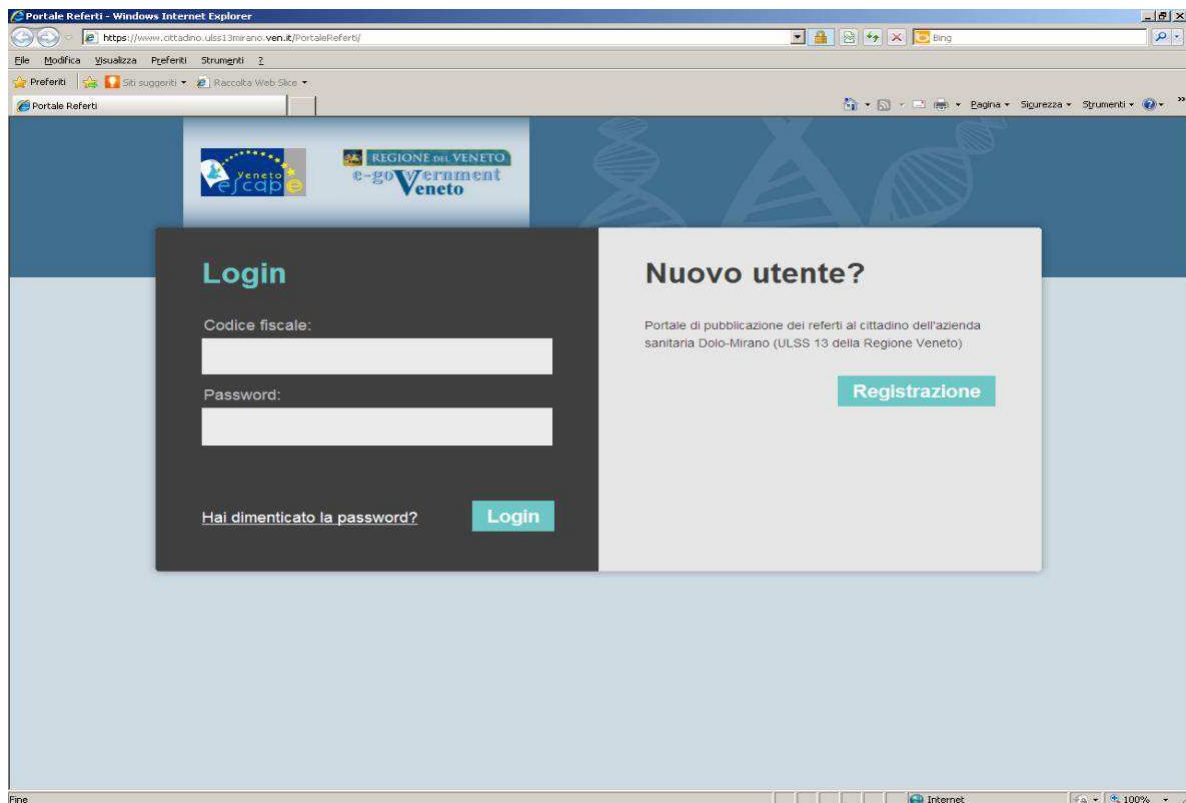 Portale Referti - Windows Internet Explorer
https://www.cittadino.ulss13mirano.ven.it/PortaleReferti/
Bing
File Modifica Visualizza Preferiti Strumenti ?
Preferiti Siti suggeriti Raccolta Web Slice
Portale Referti
Pagina Sicurezza Strumenti
veneto
escape
REGIONE DEL VENETO
e-government
Veneto
Login
Codice fiscale:
Password:
Hai dimenticato la password?
Login
Nuovo utente?
Portale di pubblicazione dei referti al cittadino dell'azienda
sanitaria Dolo-Mirano (ULSS 13 della Regione Veneto)
Registrazione
Fine
Internet
100%